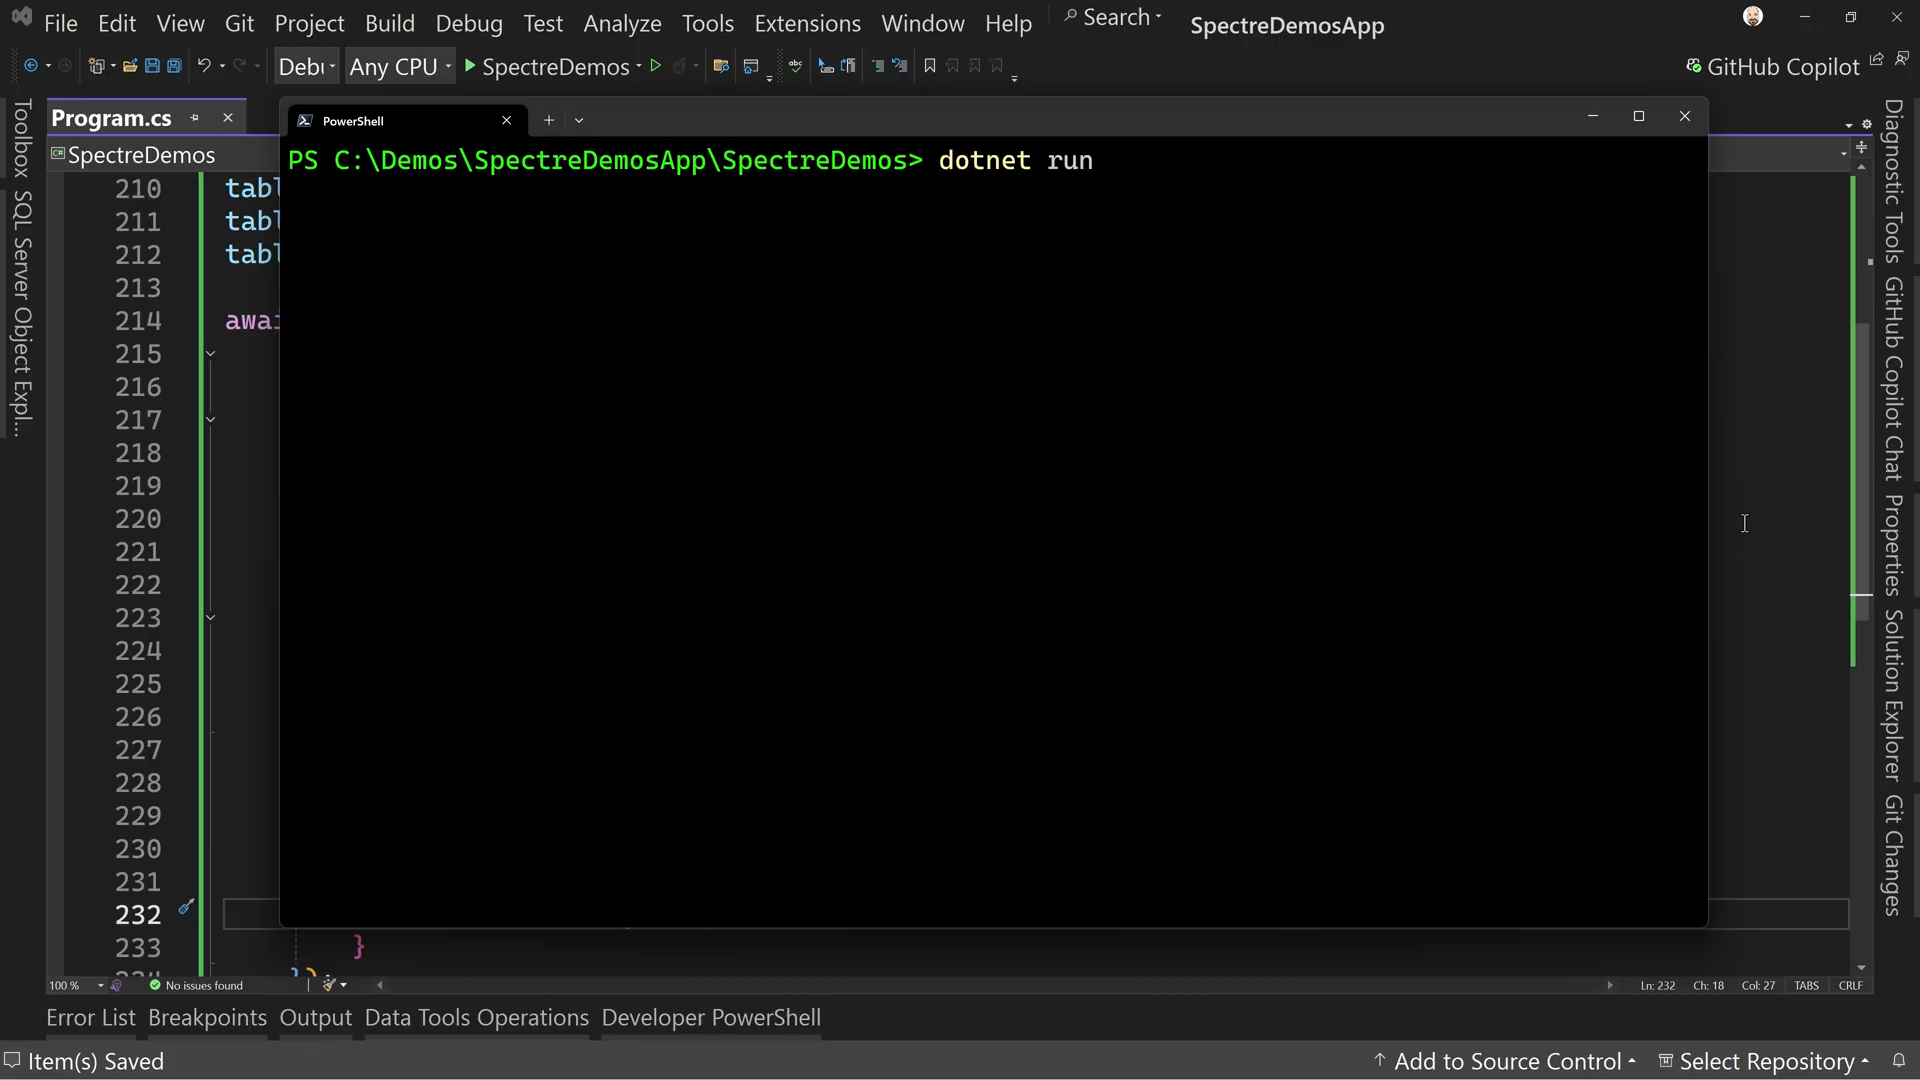 File Edit View Git Project Build Debug Test Analyze Tools Extensions Window Help Search SpectreDemosApp
Any CPU SpectreDemos GitHub Copilot
Program.cs
SpectreDemos
PowerShell
PS C:\Demos\SpectreDemosApp\SpectreDemos> dotnet run
210 tabl
211 tabl
212 tabl
213
214 awai
215
216
217
218
219
220
221
222
223
224
225
226
227
228
229
230
231
232
233 }
Toolbox
SQL Server Object Expl...
Diagnostic Tools
GitHub Copilot Chat
Properties
Solution Explorer
Git Changes
100 % No issues found Ln: 232 Ch: 18 Col: 27 TABS CRLF
Error List Breakpoints Output Data Tools Operations Developer PowerShell
Item(s) Saved Add to Source Control Select Repository